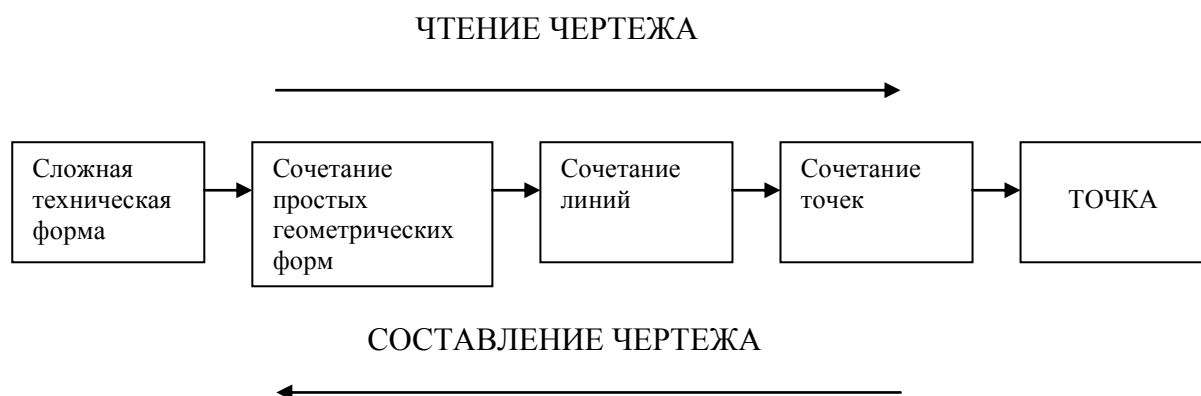 ЧТЕНИЕ ЧЕРТЕЖА
Сложная
техническая
форма
Сочетание
простых
геометрических
форм
Сочетание
линий
Сочетание
точек
ТОЧКА
СОСТАВЛЕНИЕ ЧЕРТЕЖА